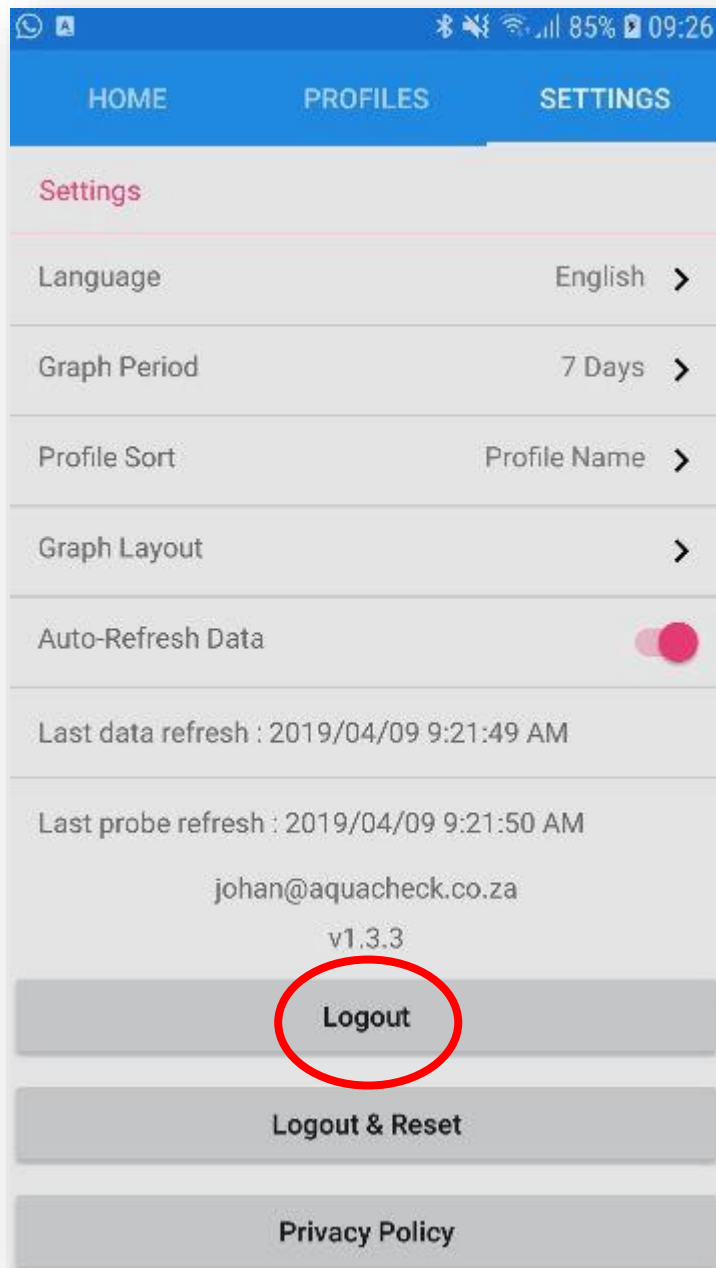 85% 09:26
HOME PROFILES SETTINGS
Settings
Language English
Graph Period 7 Days
Profile Sort Profile Name
Graph Layout
Auto-Refresh Data
Last data refresh : 2019/04/09 9:21:49 AM
Last probe refresh : 2019/04/09 9:21:50 AM
johan@aquacheck.co.za
v1.3.3
Logout
Logout & Reset
Privacy Policy